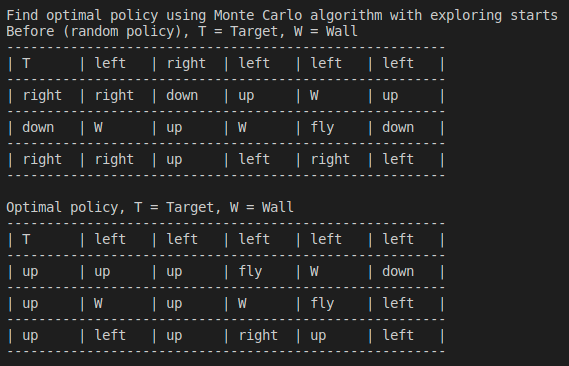 Find optimal policy using Monte Carlo algorithm with exploring starts
Before (random policy), T = Target, W = Wall
-------------------------------------------------------
| T      | left   | right  | left   | left   | left   |
-------------------------------------------------------
| right  | right  | down   | up     | W      | up     |
-------------------------------------------------------
| down   | W      | up     | W      | fly    | down   |
-------------------------------------------------------
| right  | right  | up     | left   | right  | left   |
-------------------------------------------------------

Optimal policy, T = Target, W = Wall
-------------------------------------------------------
| T      | left   | left   | left   | left   | left   |
-------------------------------------------------------
| up     | up     | up     | fly    | W      | down   |
-------------------------------------------------------
| up     | W      | up     | W      | fly    | left   |
-------------------------------------------------------
| up     | left   | up     | right  | up     | left   |
-------------------------------------------------------